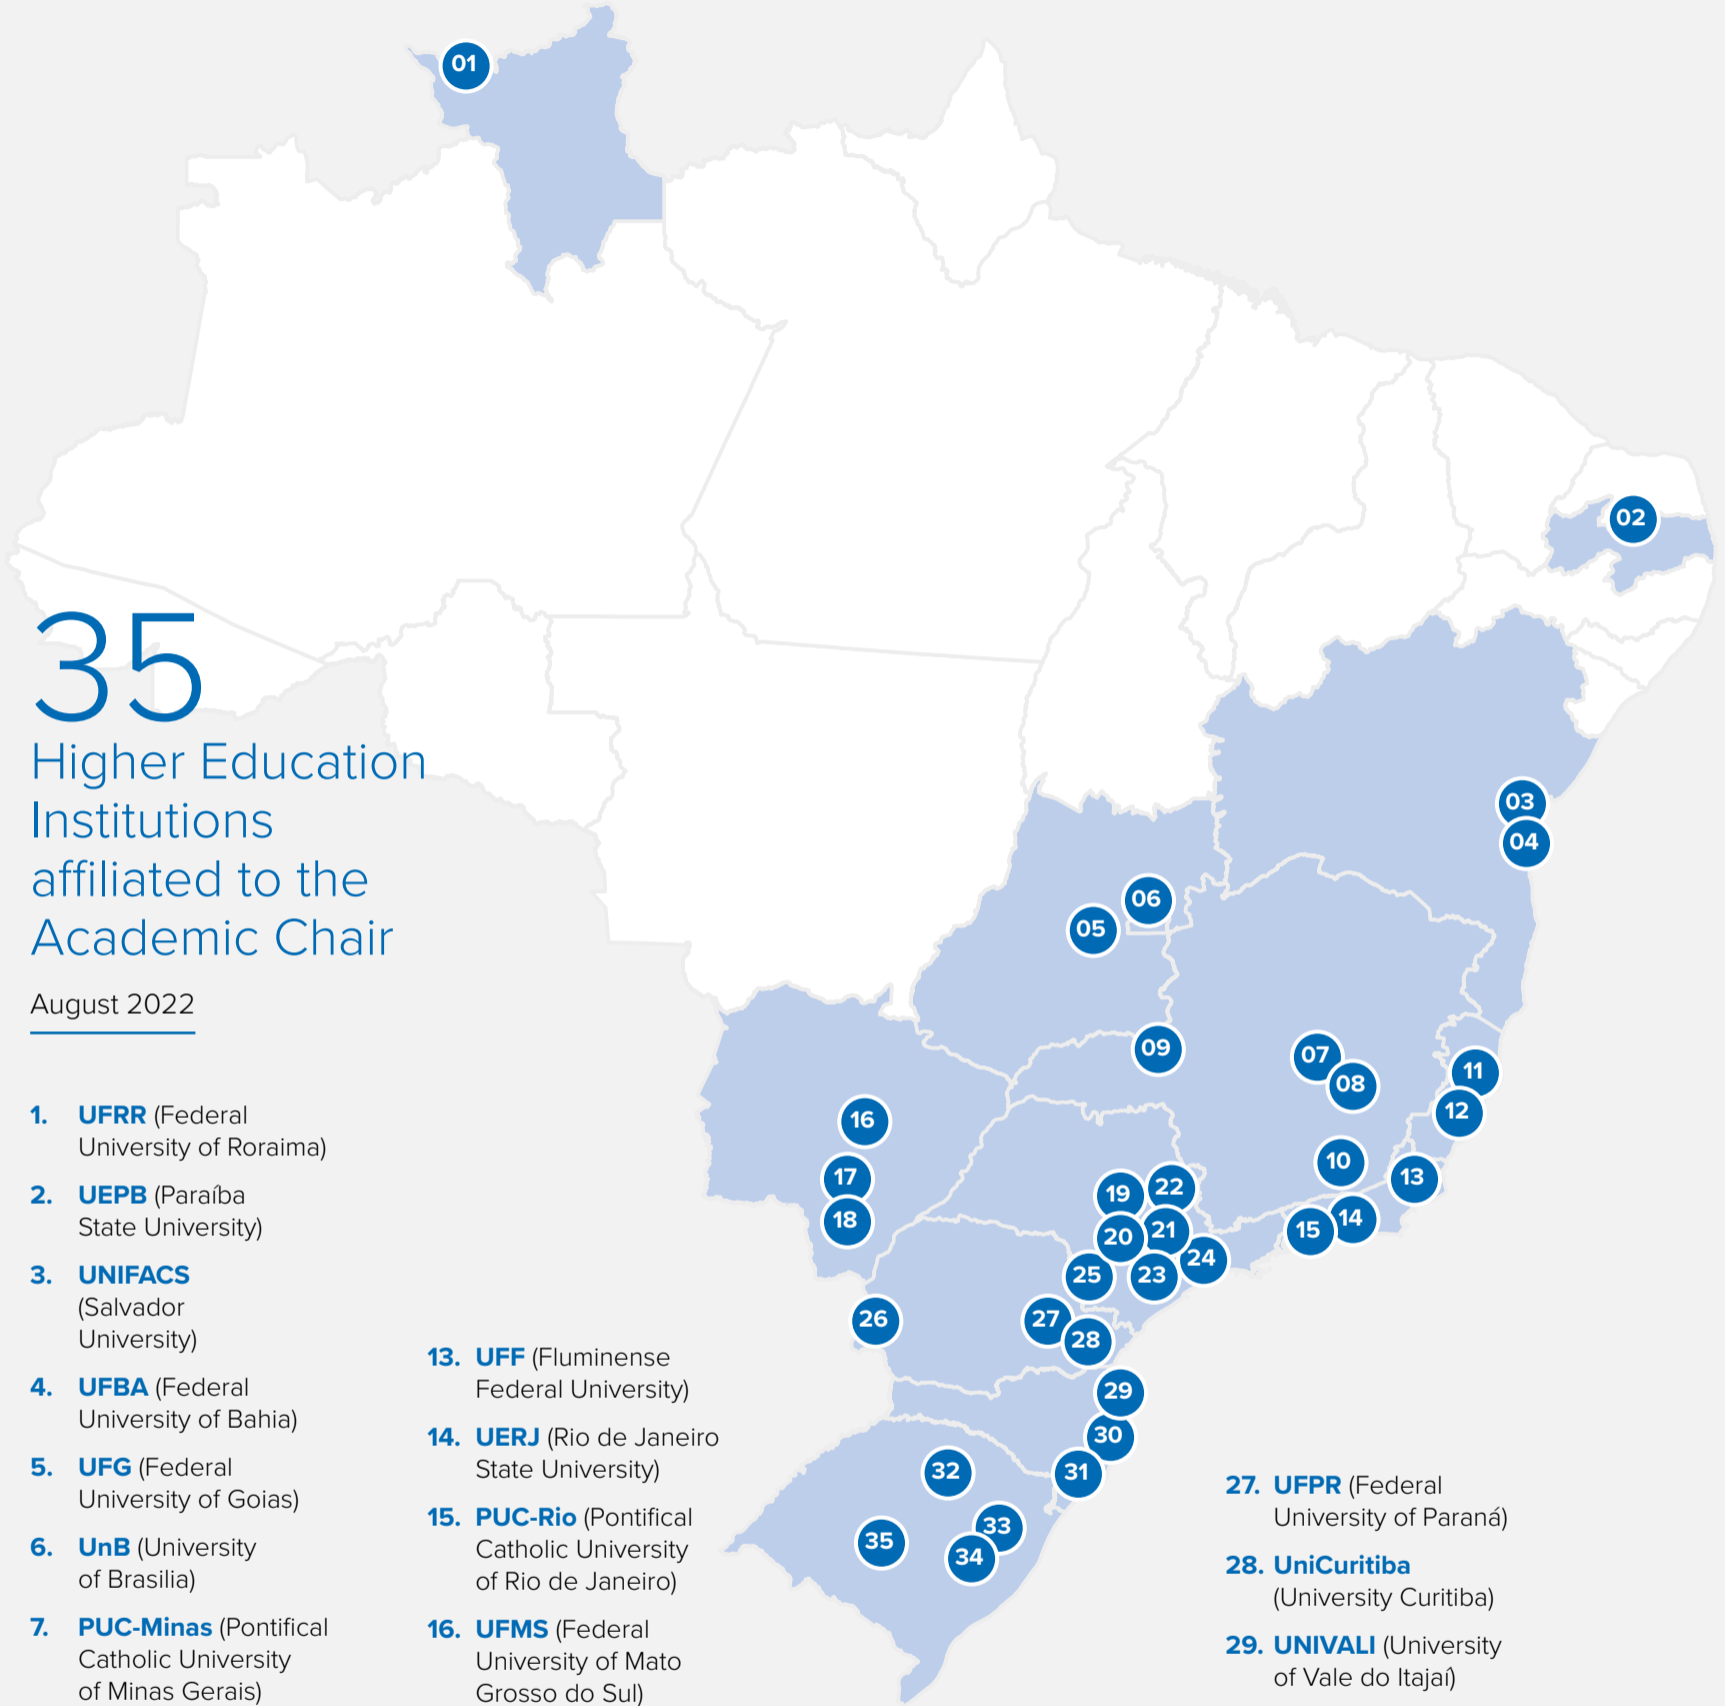 01
02
35
Higher Education
Institutions
affiliated to the
Academic Chair
August 2022
03
04
06
05
09
07
08
11
12
16
10
13
17
19
22
18
14
15
20
21
24
25
23
26
27
28
29
30
32
31
33
35
34
1. UFRR (Federal
University of Roraima)
2. UEPB (Paraíba
State University)
3. UNIFACS
(Salvador
University)
4. UFBA (Federal
University of Bahia)
5. UFG (Federal
University of Goias)
6. UnB (University
of Brasilia)
7. PUC-Minas (Pontifical
Catholic University
of Minas Gerais)
13. UFF (Fluminense
Federal University)
14. UERJ (Rio de Janeiro
State University)
15. PUC-Rio (Pontifical
Catholic University
of Rio de Janeiro)
16. UFMS (Federal
University of Mato
Grosso do Sul)
27. UFPR (Federal
University of Paraná)
28. UniCuritiba
(University Curitiba)
29. UNIVALI (University
of Vale do Itajaí)